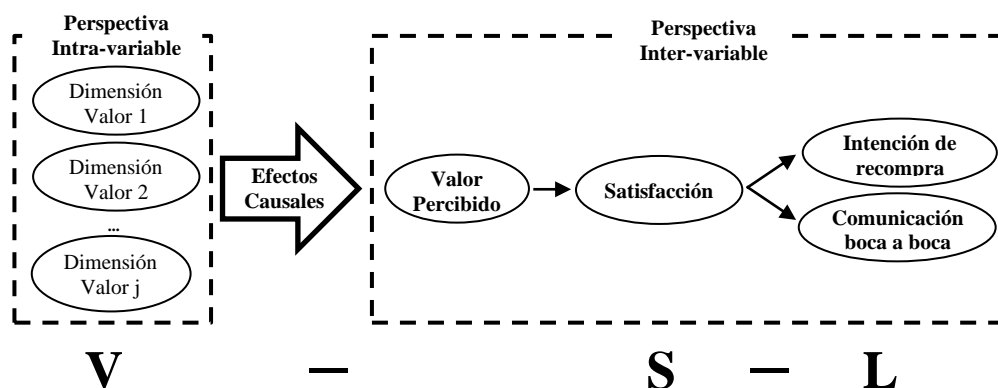 Perspectiva
Intra-variable
Dimensión
Valor 1
Dimensión
Valor 2
...
Dimensión
Valor j
Efectos
Causales
Perspectiva
Inter-variable
Valor
Percibido
Satisfacción
Intención de
recompra
Comunicación
boca a boca
V — S — L